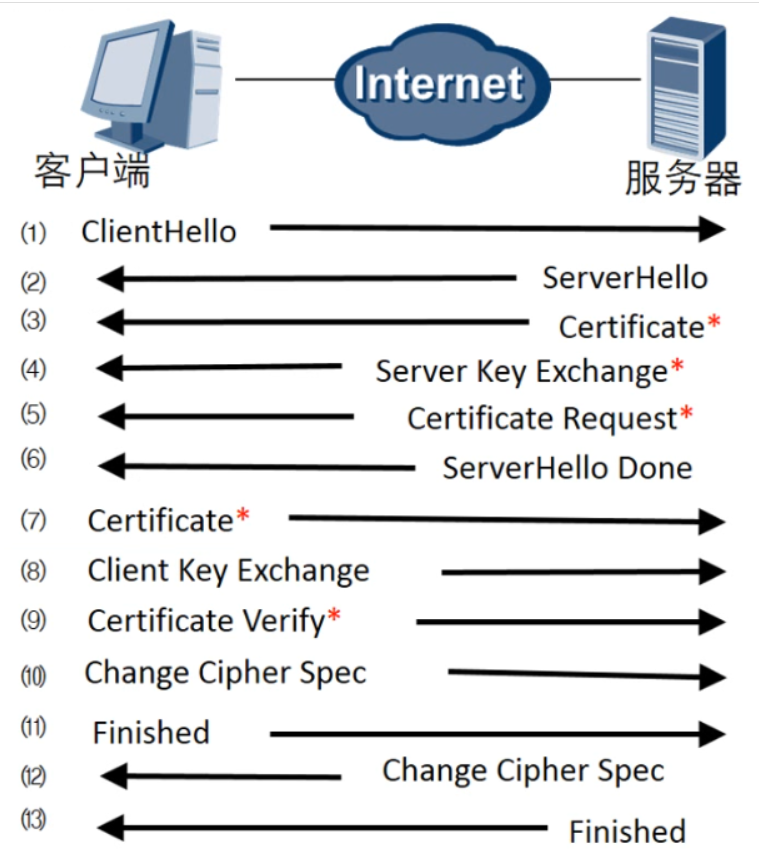 Internet
客户端
服务器
(1) ClientHello
(2) ServerHello
(3) Certificate*
(4) Server Key Exchange*
(5) Certificate Request*
(6) ServerHello Done
(7) Certificate*
(8) Client Key Exchange
(9) Certificate Verify*
(10) Change Cipher Spec
(11) Finished
(12) Change Cipher Spec
(13) Finished